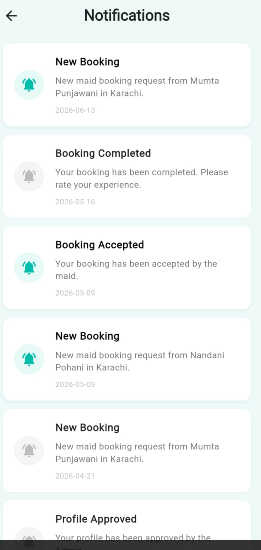 Notifications
New Booking
New maid booking request from Mumta
Punjawani in Karachi.
2026-06-13
Booking Completed
Your booking has been completed. Please
rate your experience.
2026-05-16
Booking Accepted
Your booking has been accepted by the
maid.
2026-05-09
New Booking
New maid booking request from Nandani
Pohani in Karachi.
2026-05-09
New Booking
New maid booking request from Mumta
Punjawani in Karachi.
2026-04-21
Profile Approved
Your profile has been approved by the